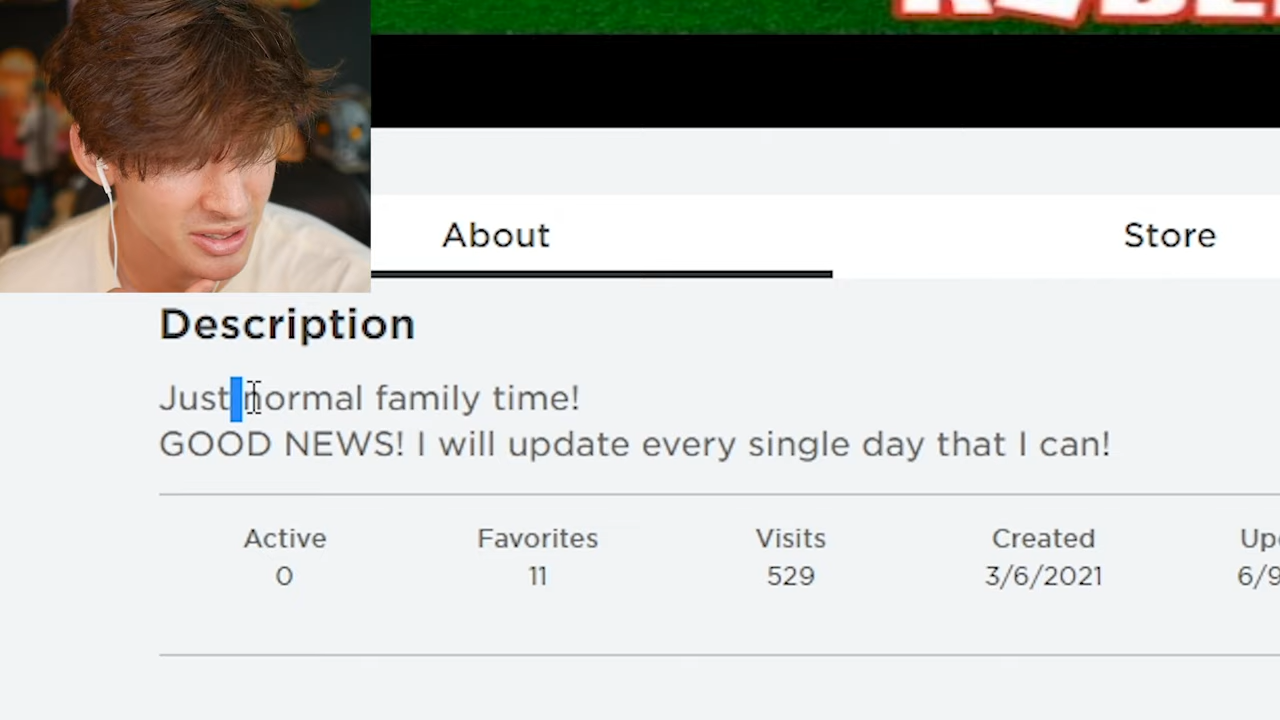 About
Store
Description
Just normal family time!
GOOD NEWS! I will update every single day that I can!
Active
Favorites
Visits
Created
0
11
529
3/6/2021